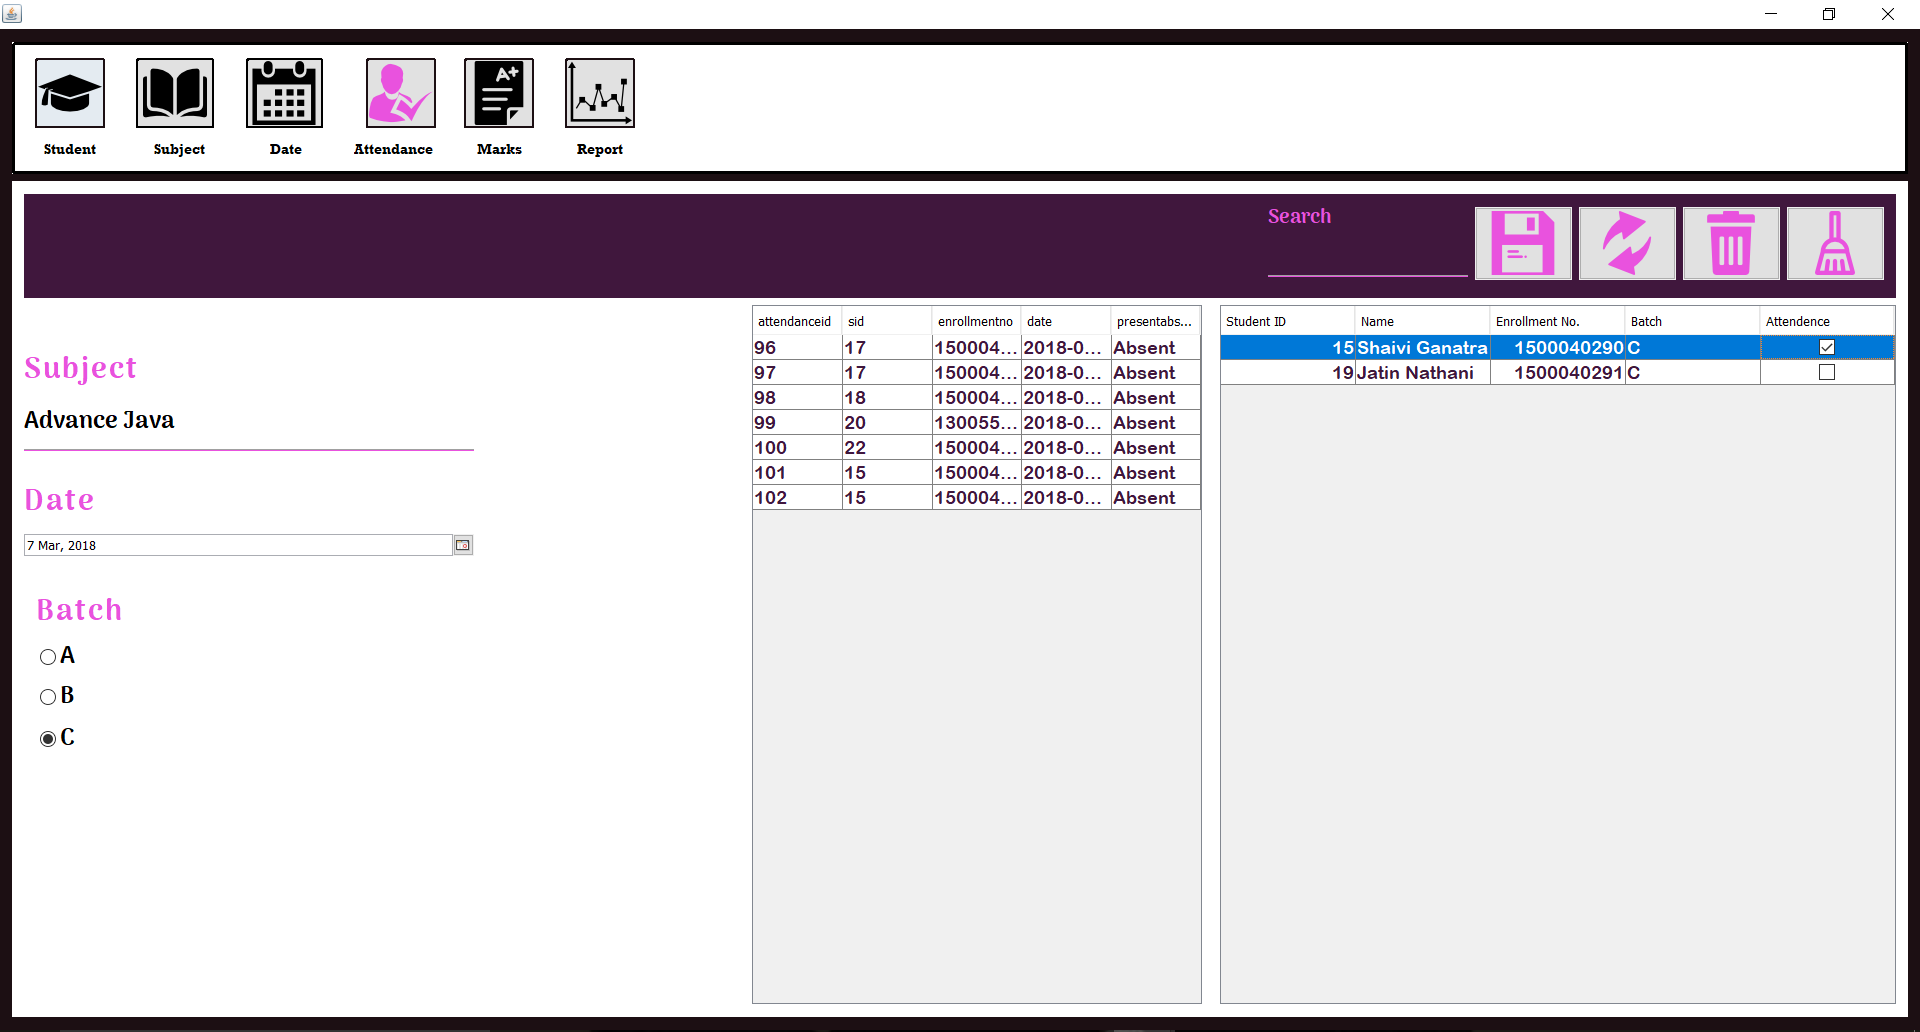 A+
Student Subject Date Attendance Marks Report
Search
Subject
Advance Java
Date
7 Mar, 2018
Batch
A
B
C
attendanceid sid enrollmentno date presentabs...
96 17 150004... 2018-0... Absent
97 17 150004... 2018-0... Absent
98 18 150004... 2018-0... Absent
99 20 130055... 2018-0... Absent
100 22 150004... 2018-0... Absent
101 15 150004... 2018-0... Absent
102 15 150004... 2018-0... Absent
Student ID Name Enrollment No. Batch Attendence
15 Shaivi Ganatra 1500040290 C
19 Jatin Nathani 1500040291 C